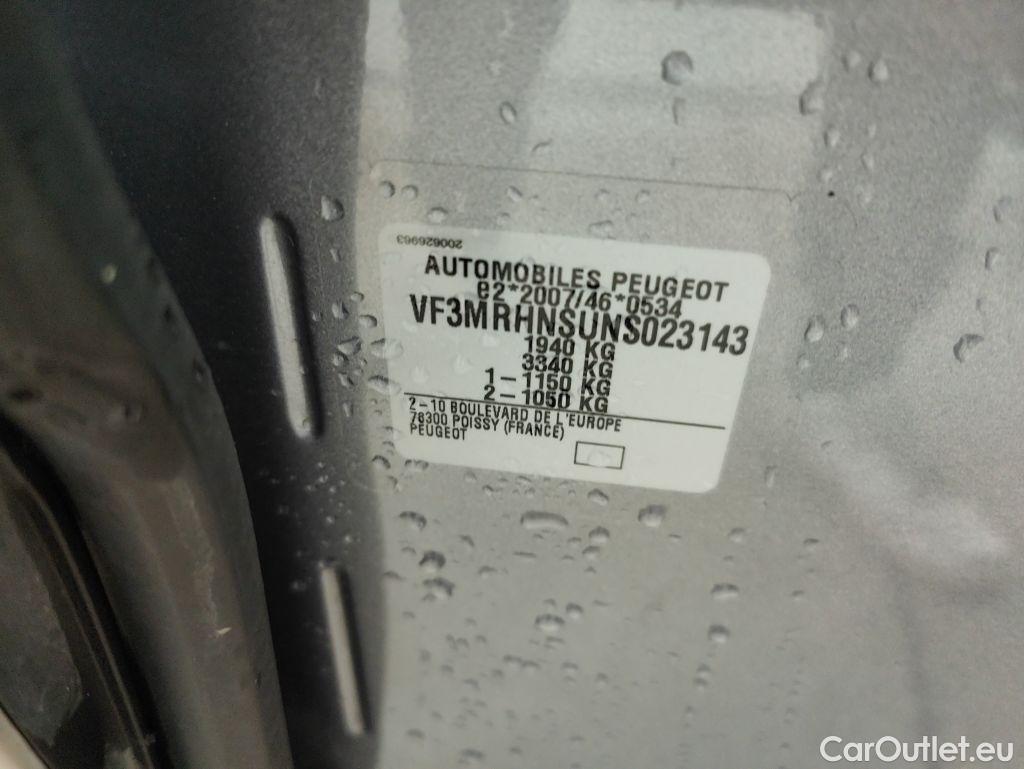 200626963
AUTOMOBILES PEUGEOT
e2*2007/46*0534
VF3MRHNSUNS023143
1940 KG
3340 KG
1-1150 KG
2-1050 KG
2-10 BOULEVARD DE L'EUROPE
78300 POISSY (FRANCE)
PEUGEOT
CarOutlet.eu